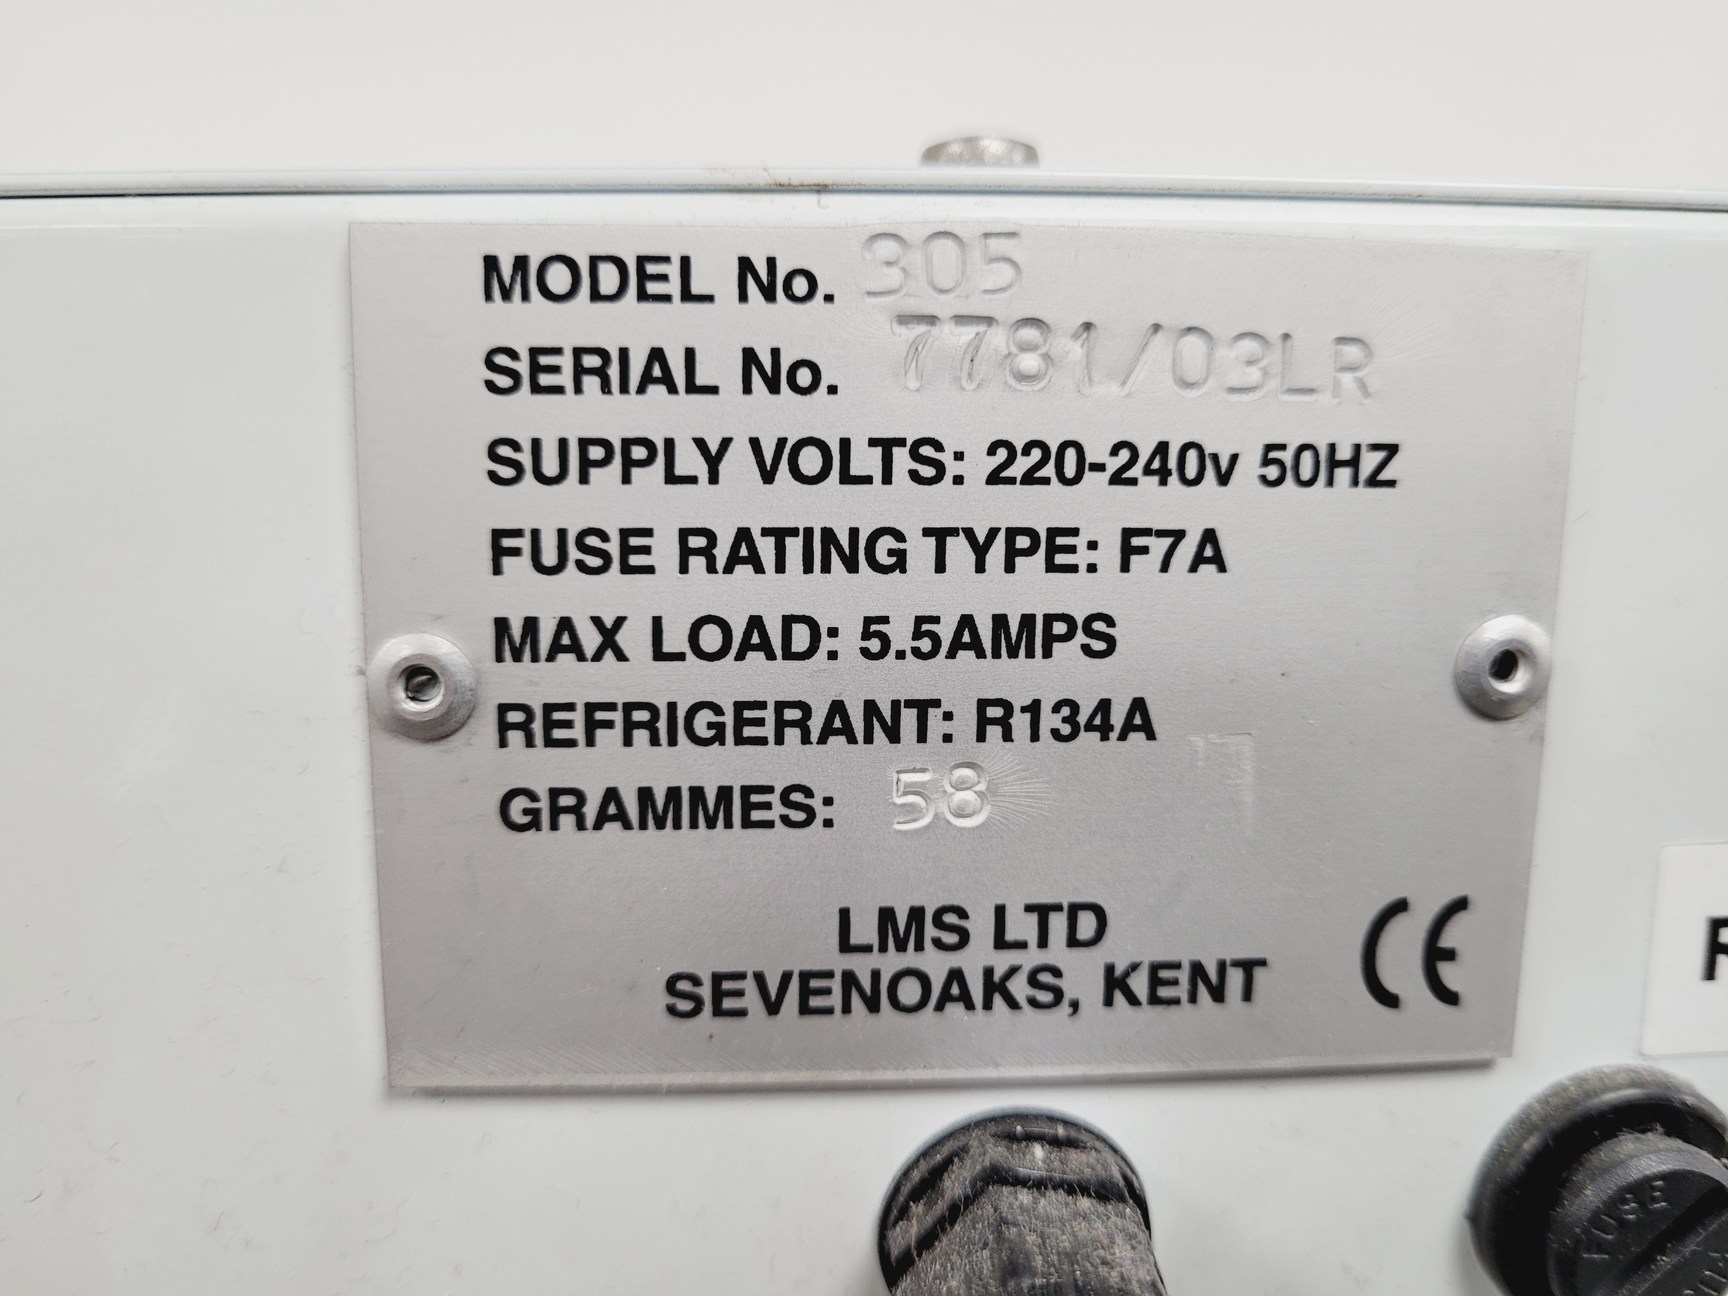 MODEL No. 305
SERIAL No. 7781/03LR
SUPPLY VOLTS: 220-240v 50HZ
FUSE RATING TYPE: F7A
MAX LOAD: 5.5AMPS
REFRIGERANT: R134A
GRAMMES: 58
LMS LTD
SEVENOAKS, KENT
CE
FUSE